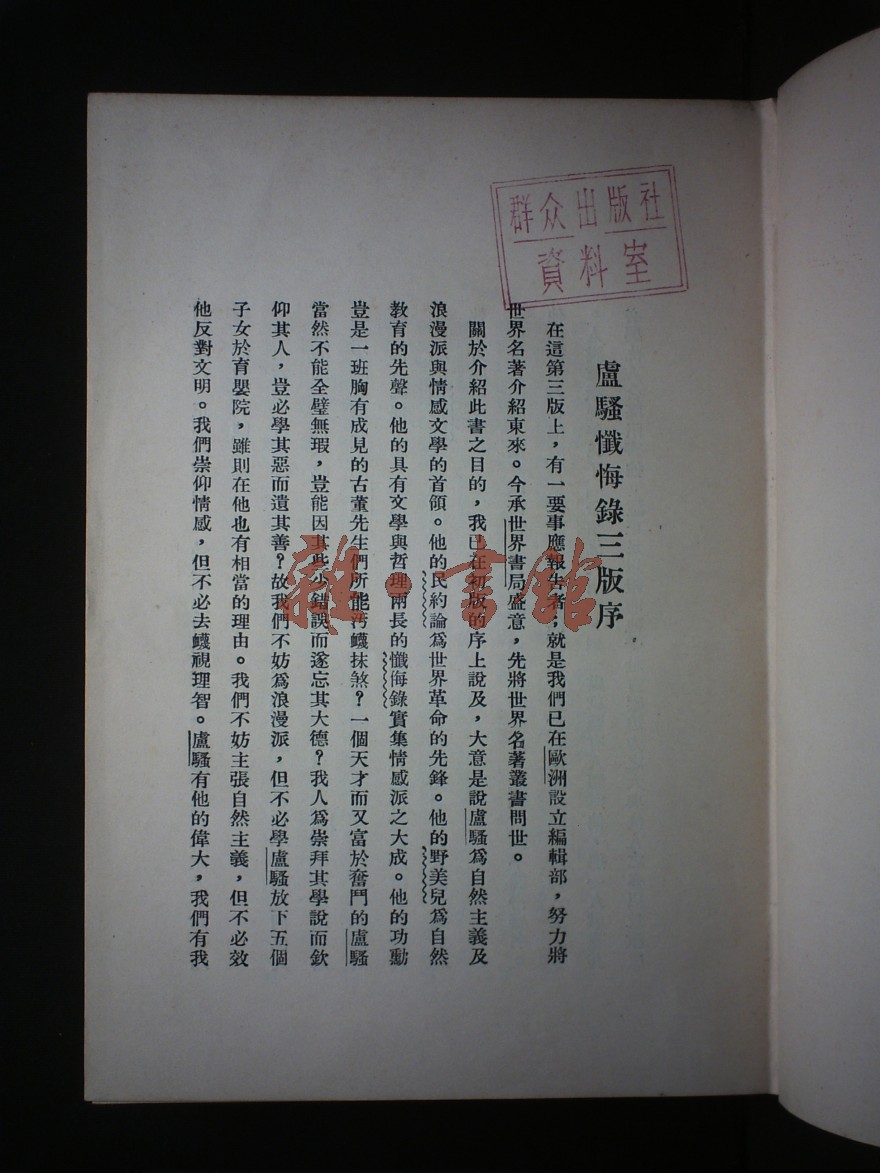 群众出版社
資料室
盧騷懺悔錄三版序
在這第三版上，有一要事應報告者；就是我們已在歐洲設立編輯部，努力將
世界名著介紹東來。今承世界書局盛意，先將世界名著叢書問世。
關於介紹此書之目的，我已在初版的序上說及，大意是說盧騷爲自然主義及
浪漫派與情感文學的首領。他的民約論爲世界革命的先鋒。他的野美兒爲自然
教育的先聲。他的具有文學與哲理兩長的懺悔錄實集情感派之大成。他的功勳
豈是一班胸有成見的古董先生們所能污衊抹煞？一個天才而又富於奮鬥的盧騷
當然不能全璧無瑕，豈能因其些少錯誤而遂忘其大德？我人爲崇拜其學說而欽
仰其人，豈必學其惡而遺其善？故我們不妨爲浪漫派，但不必學盧騷放下五個
子女於育嬰院，雖則在他也有相當的理由。我們不妨主張自然主義，但不必效
他反對文明。我們崇仰情感，但不必去衊視理智。盧騷有他的偉大，我們有我
雜·書館